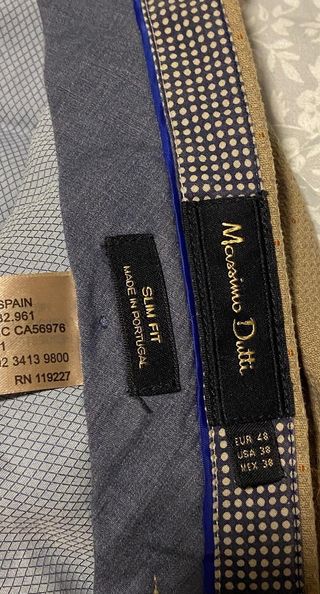 Massimo Dutti
EUR 48
USA 38
MEX 38
SLIM FIT
MADE IN PORTUGAL
SPAIN
32.961
C CA56976
1
02 3413 9800
RN 119227